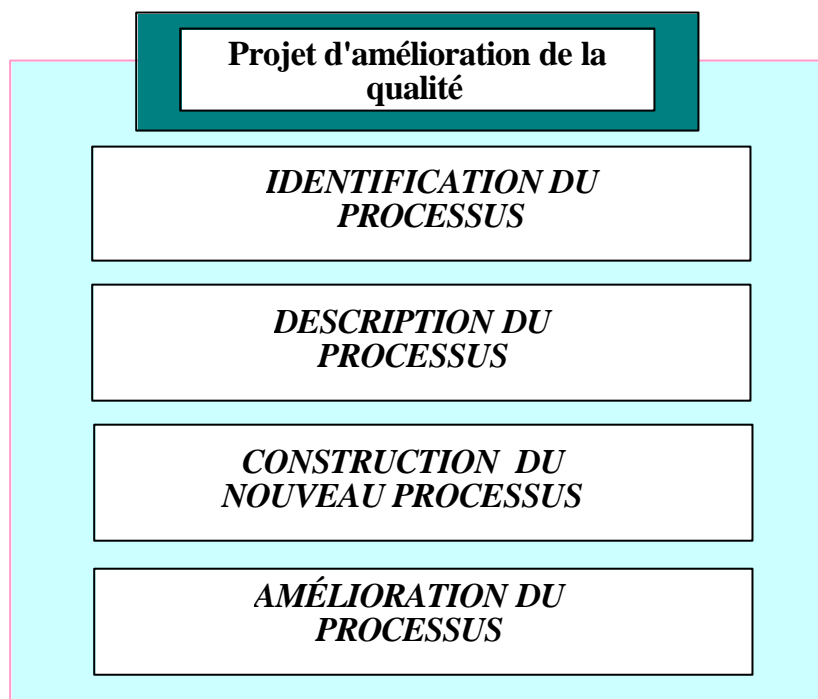 Projet d'amélioration de la
qualité
IDENTIFICATION DU
PROCESSUS
DESCRIPTION DU
PROCESSUS
CONSTRUCTION DU
NOUVEAU PROCESSUS
AMÉLIORATION DU
PROCESSUS